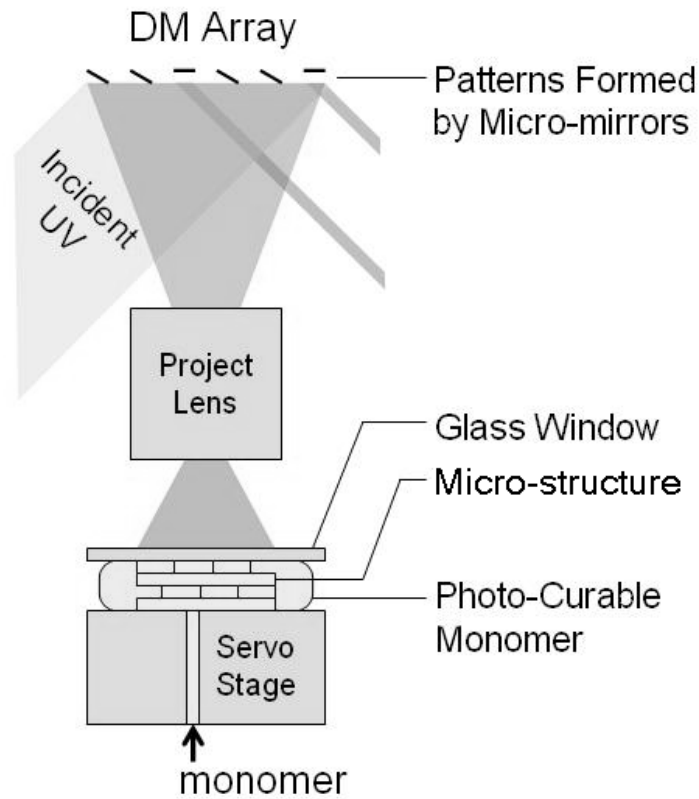 DM Array
Patterns Formed
by Micro-mirrors
Incident
UV
Project
Lens
Glass Window
Micro-structure
Photo-Curable
Monomer
Servo
Stage
monomer